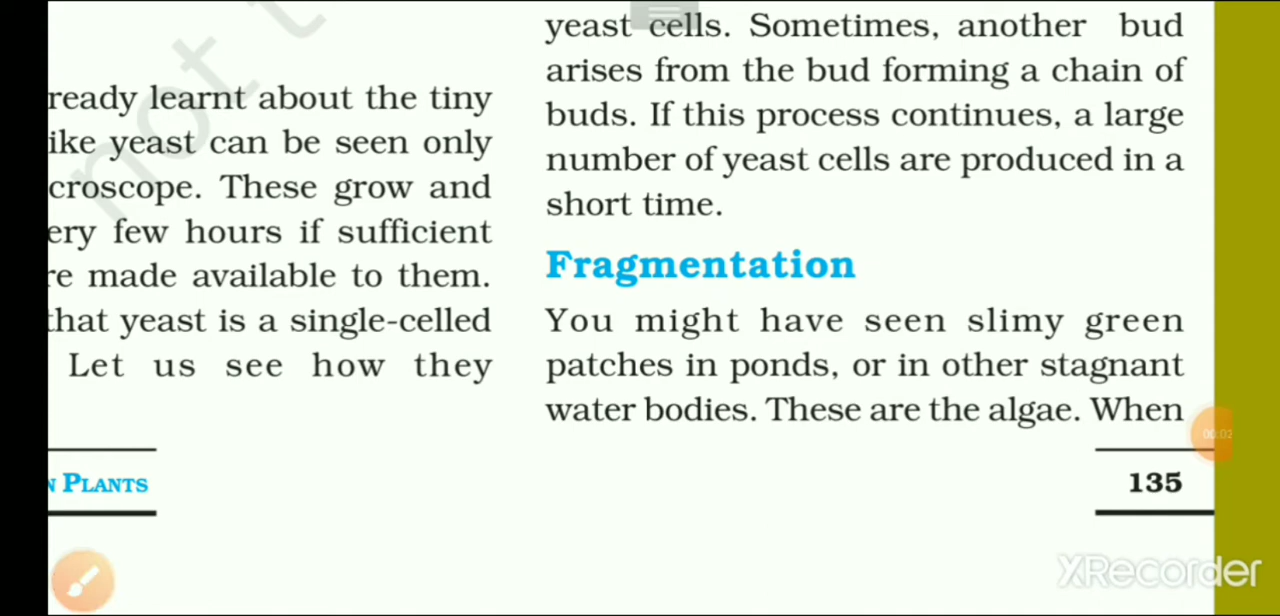 not t
ready learnt about the tiny
ike yeast can be seen only
croscope. These grow and
ery few hours if sufficient
re made available to them.
that yeast is a single-celled
Let us see how they
N PLANTS
yeast cells. Sometimes, another bud
arises from the bud forming a chain of
buds. If this process continues, a large
number of yeast cells are produced in a
short time.
Fragmentation
You might have seen slimy green
patches in ponds, or in other stagnant
water bodies. These are the algae. When
135
00:02
XRecorder